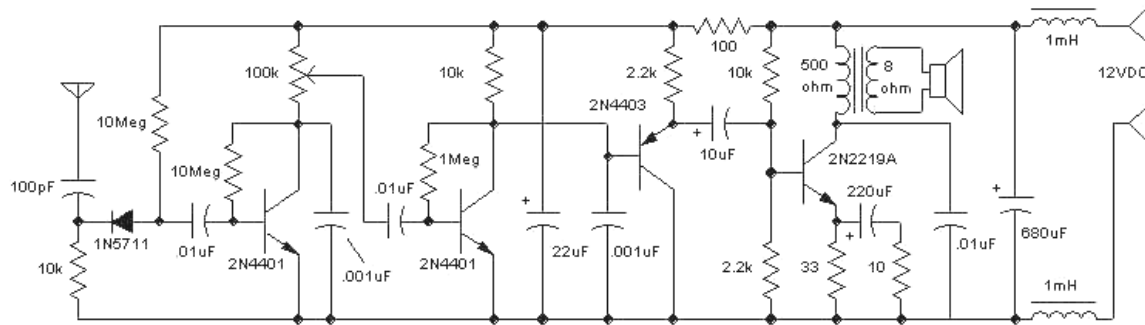 100
1mH
100k
10k
2.2k
10k
500
ohm
8
ohm
12VDC
2N4403
10Meg
10Meg
1Meg
+
10uF
2N2219A
100pF
.01uF
220uF
1N5711
.01uF
+
+
+
2N4401
2N4401
22uF
.001uF
2.2k
33
10
.01uF
680uF
10k
.001uF
1mH